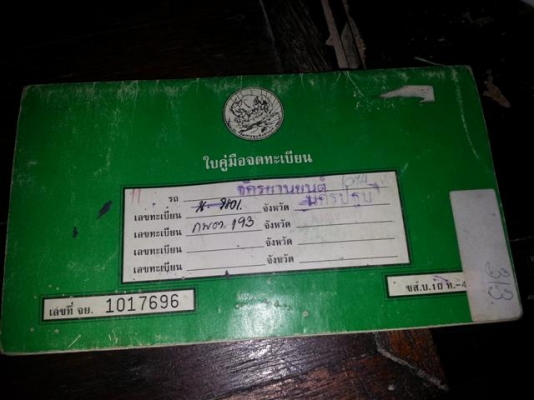 ใบคู่มือจดทะเบียน
รถ จักรยานยนต์
เลขทะเบียน จังหวัด นครปฐม
เลขทะเบียน กพต. 193 จังหวัด
เลขทะเบียน จังหวัด
เลขทะเบียน จังหวัด
เลขที่ จย. 1017696
33